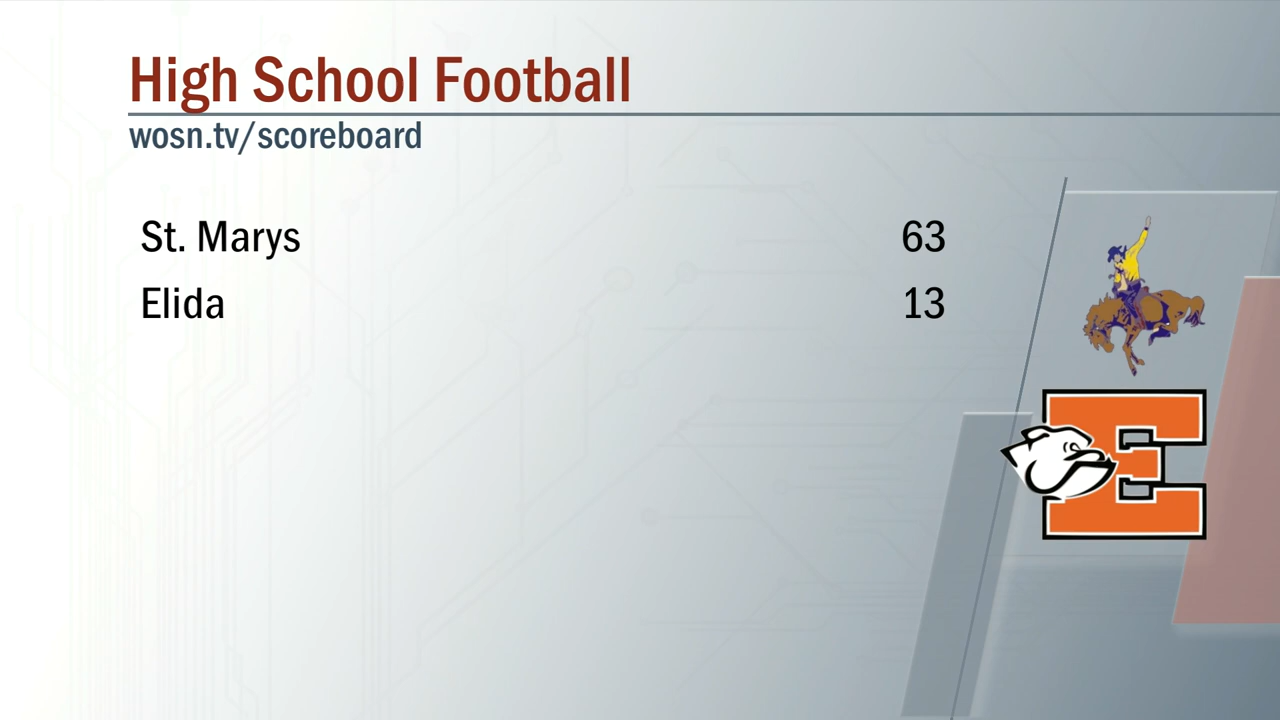 High School Football
wosn.tv/scoreboard
St. Marys 63
Elida 13
E